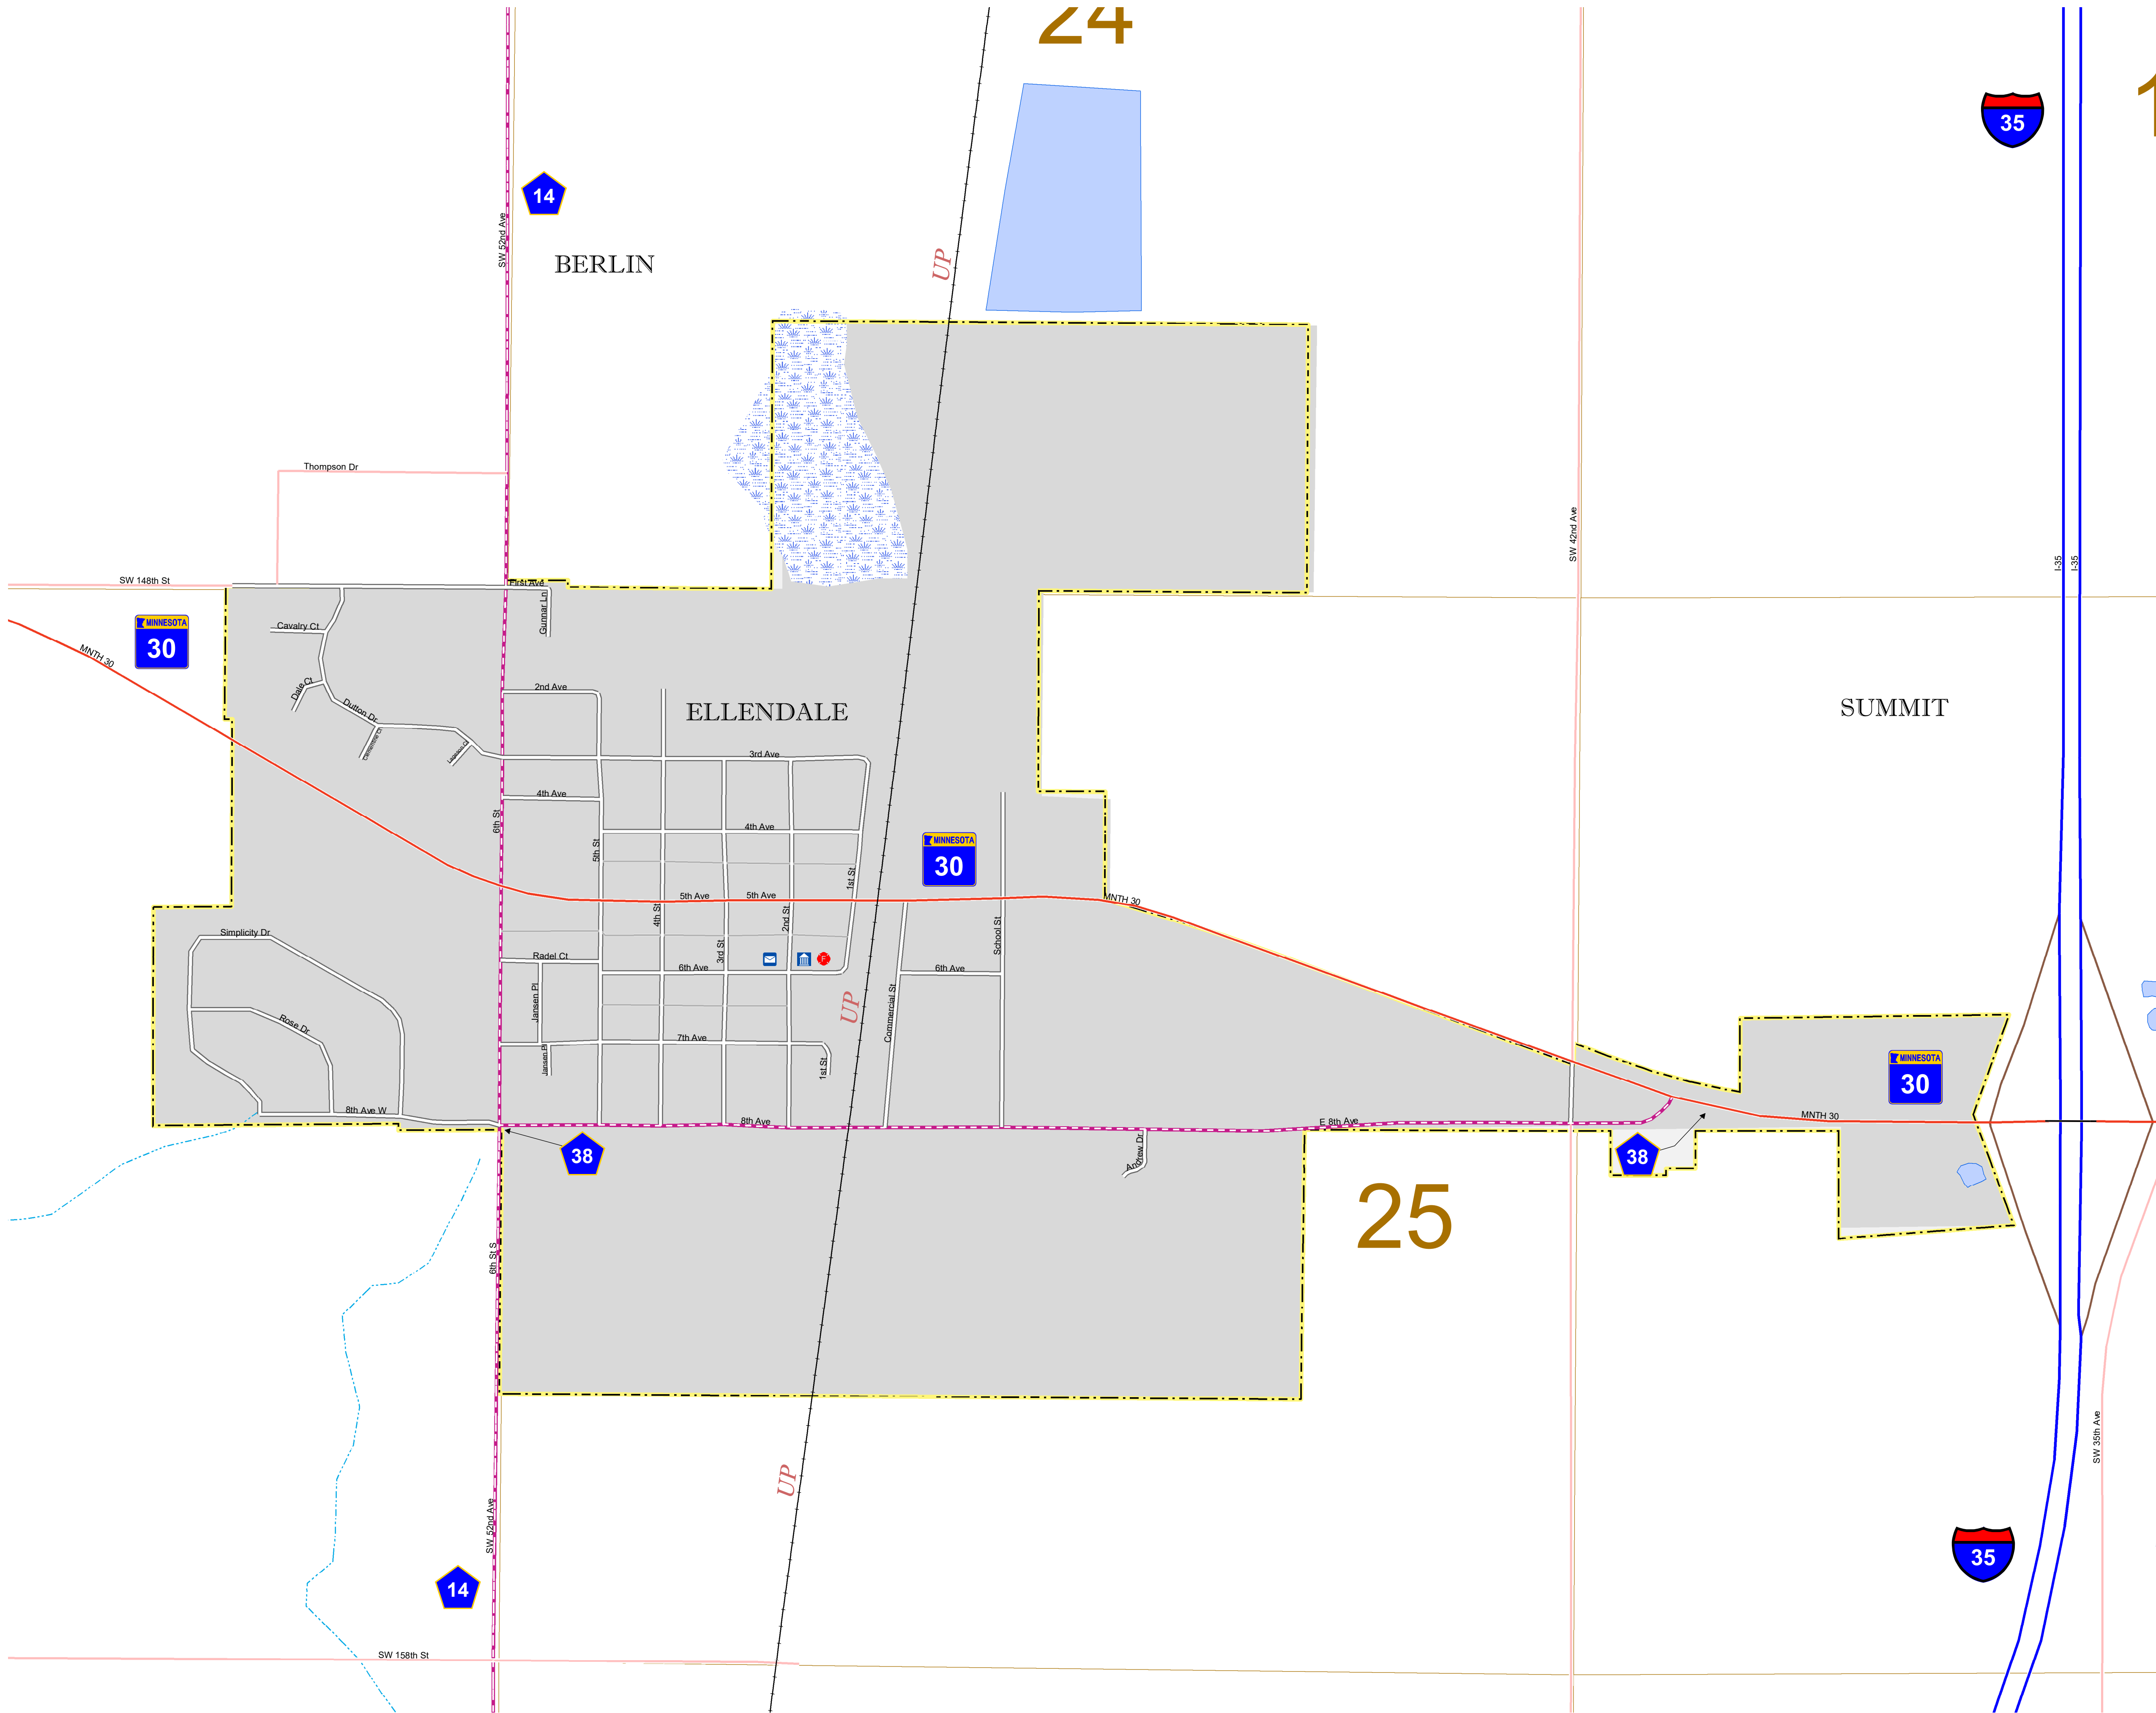 24
35
1
14
SW 52nd Ave
UP
BERLIN
Thompson Dr
SW 42nd Ave
I-35
I-35
SW 148th St
First Ave
Gunnar Ln
MINNESOTA
30
MNTH 30
Cavalry Ct
Dale Ct
Dutton Dr
2nd Ave
ELLENDALE
SUMMIT
3rd Ave
4th Ave
6th St
4th Ave
5th St
MINNESOTA
30
1st St
5th Ave
5th Ave
MNTH 30
4th St
2nd St
Simplicity Dr
3rd St
School St
Radel Ct
F
6th Ave
6th Ave
Jansen Pl
UP
Commercial St
Rose Dr
7th Ave
Jansen Pl
1st St
MINNESOTA
30
8th Ave W
8th Ave
E 8th Ave
MNTH 30
38
Andrew Dr
38
25
6th St S
SW 35th Ave
UP
SW 52nd Ave
35
14
SW 158th St